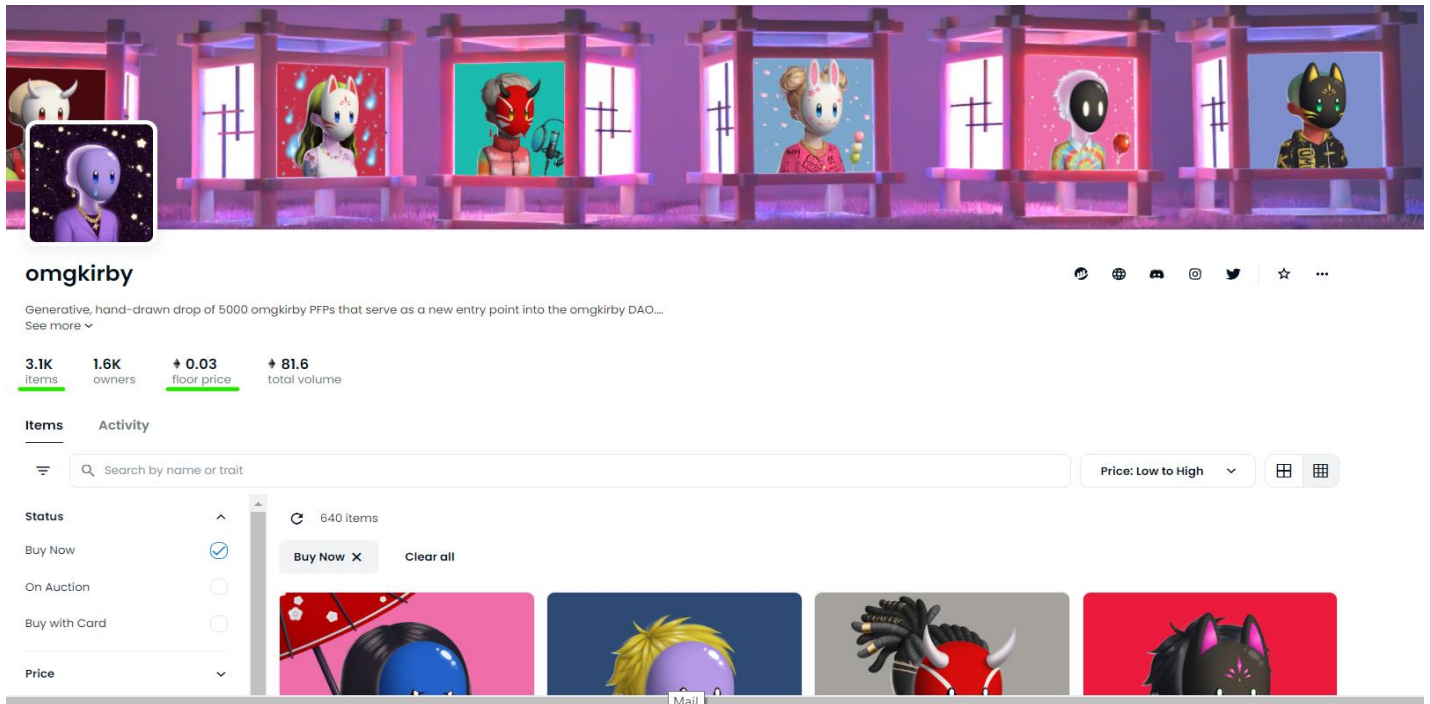 omgkirby
Generative, hand-drawn drop of 5000 omgkirby PFPs that serve as a new entry point into the omgkirby DAO....
See more
3.1K 1.6K 0.03 81.6
items owners floor price total volume
Items Activity
Search by name or trait Price: Low to High
Status 640 items
Buy Now Buy Now X Clear all
On Auction
Buy with Card
Price
Mail